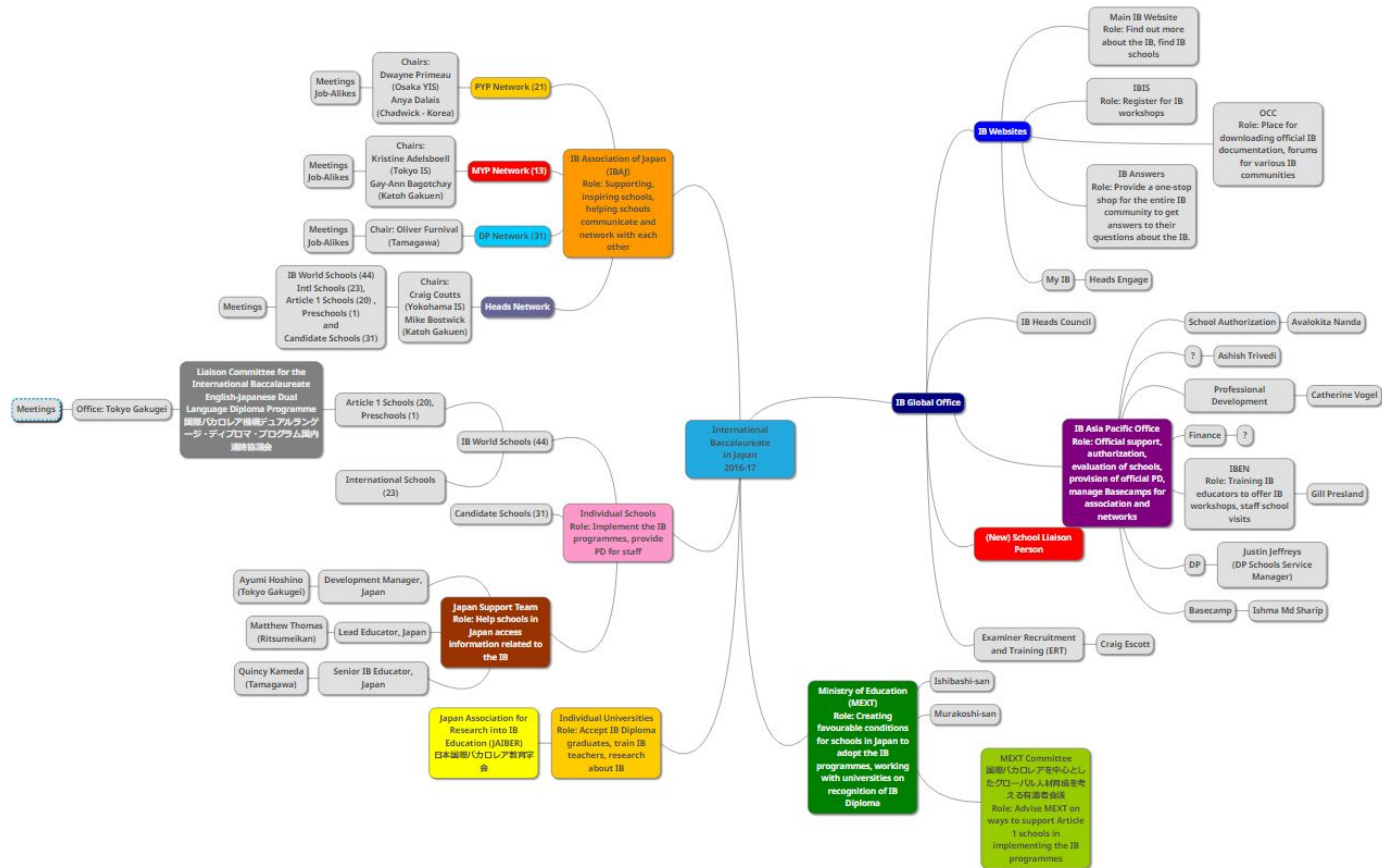 International
Baccalaureate
in Japan
2016-17
IB Association of Japan
(IBAJ)
Role: Supporting,
inspiring schools,
helping schools
communicate and
network with each
other
PYP Network (21)
Chairs:
Dwayne Primeau
(Osaka YIS)
Anya Dalais
(Chadwick - Korea)
Meetings
Job-Alikes
MYP Network (13)
Chairs:
Kristine Adelsboell
(Tokyo IS)
Gay-Ann Bagotchay
(Katoh Gakuen)
Meetings
Job-Alikes
DP Network (31)
Chair: Oliver Furnival
(Tamagawa)
Meetings
Job-Alikes
Heads Network
Chairs:
Craig Coutts
(Yokohama IS)
Mike Bostwick
(Katoh Gakuen)
IB World Schools (44)
Intl Schools (23),
Article 1 Schools (20) ,
Preschools (1)
and
Candidate Schools (31)
Meetings
Individual Schools
Role: Implement the IB
programmes, provide
PD for staff
IB World Schools (44)
Article 1 Schools (20),
Preschools (1)
Liaison Committee for the
International Baccalaureate
English-Japanese Dual
Language Diploma Programme
国際バカロレア機構デュアルランゲ
ージ・ディプロマ・プログラム国内
連絡協議会
Office: Tokyo Gakugei
Meetings
International Schools
(23)
Candidate Schools (31)
Japan Support Team
Role: Help schools in
Japan access
information related to
the IB
Development Manager,
Japan
Ayumi Hoshino
(Tokyo Gakugei)
Lead Educator, Japan
Matthew Thomas
(Ritsumeikan)
Senior IB Educator,
Japan
Quincy Kameda
(Tamagawa)
Individual Universities
Role: Accept IB Diploma
graduates, train IB
teachers, research
about IB
Japan Association for
Research into IB
Education (JAIBER)
日本国際バカロレア教育学
会
IB Global Office
IB Websites
Main IB Website
Role: Find out more
about the IB, find IB
schools
IBIS
Role: Register for IB
workshops
OCC
Role: Place for
downloading official IB
documentation, forums
for various IB
communities
IB Answers
Role: Provide a one-stop
shop for the entire IB
community to get
answers to their
questions about the IB.
My IB
Heads Engage
IB Heads Council
IB Asia Pacific Office
Role: Official support,
authorization,
evaluation of schools,
provision of official PD,
manage Basecamps for
association and
networks
School Authorization
Avalokita Nanda
?
Ashish Trivedi
Professional
Development
Catherine Vogel
Finance
?
IBEN
Role: Training IB
educators to offer IB
workshops, staff school
visits
Gill Presland
DP
Justin Jeffreys
(DP Schools Service
Manager)
Basecamp
Ishma Md Sharip
(New) School Liaison
Person
Examiner Recruitment
and Training (ERT)
Craig Escott
Ministry of Education
(MEXT)
Role: Creating
favourable conditions
for schools in Japan to
adopt the IB
programmes, working
with universities on
recognition of IB
Diploma
Ishibashi-san
Murakoshi-san
MEXT Committee
国際バカロレアを中心とし
たグローバル人材育成を考
える有識者会議
Role: Advise MEXT on
ways to support Article
1 schools in
implementing the IB
programmes